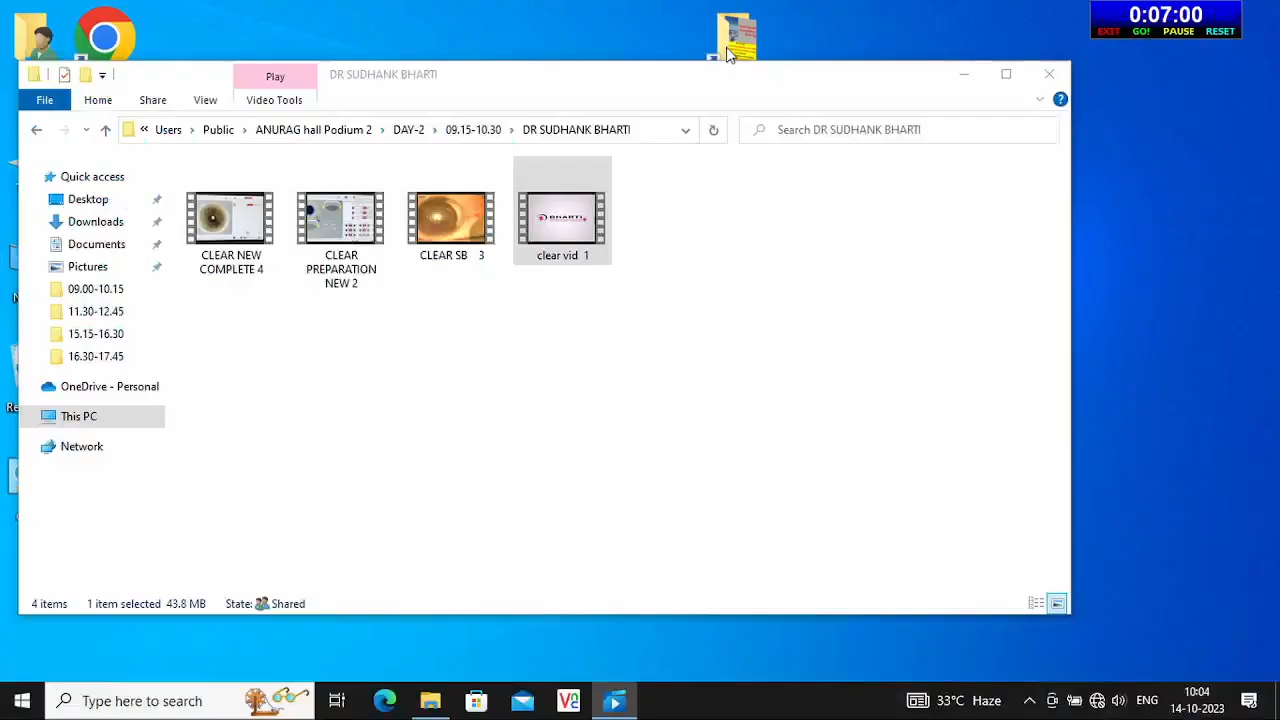 0:07:00
EXIT GO! PAUSE RESET
Play
DR SUDHANK BHARTI
File Home Share View Video Tools
« Users > Public > ANURAG hall Podium 2 > DAY-2 > 09.15-10.30 > DR SUDHANK BHARTI
Search DR SUDHANK BHARTI
Quick access
Desktop
Downloads
Documents
Pictures
09.00-10.15
11.30-12.45
15.15-16.30
16.30-17.45
OneDrive - Personal
This PC
Network
BHARTI
CLEAR NEW
COMPLETE 4
CLEAR
PREPARATION
NEW 2
CLEAR SB 3
clear vid 1
4 items 1 item selected 43.8 MB State: Shared
Type here to search
33°C Haze
ENG
10:04
14-10-2023